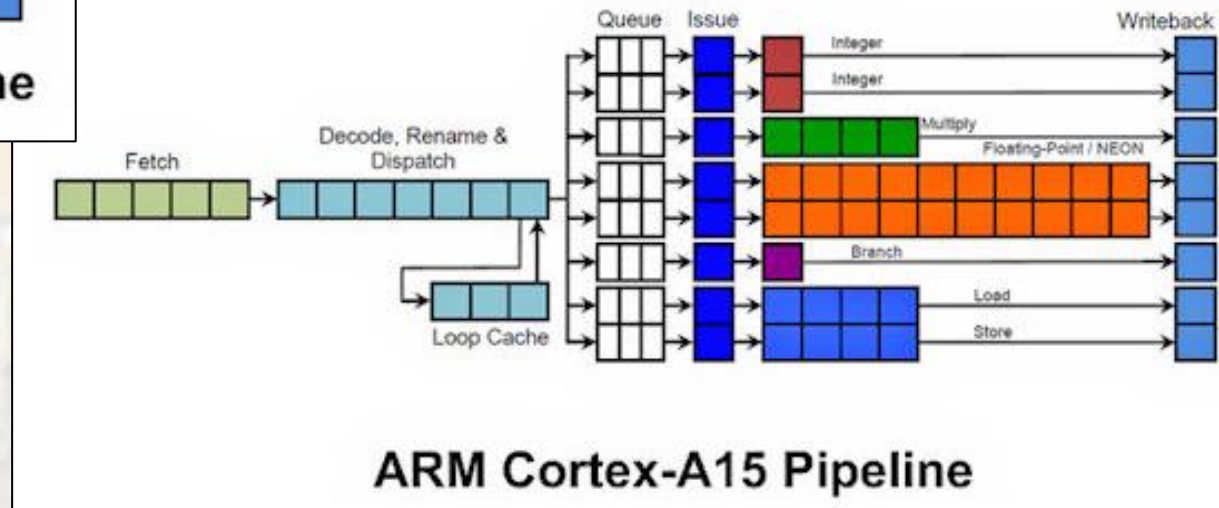 ne
Queue Issue Writeback
Integer
Integer
Decode, Rename &
Dispatch
Fetch
Multiply
Floating-Point / NEON
Branch
Load
Store
Loop Cache
ARM Cortex-A15 Pipeline